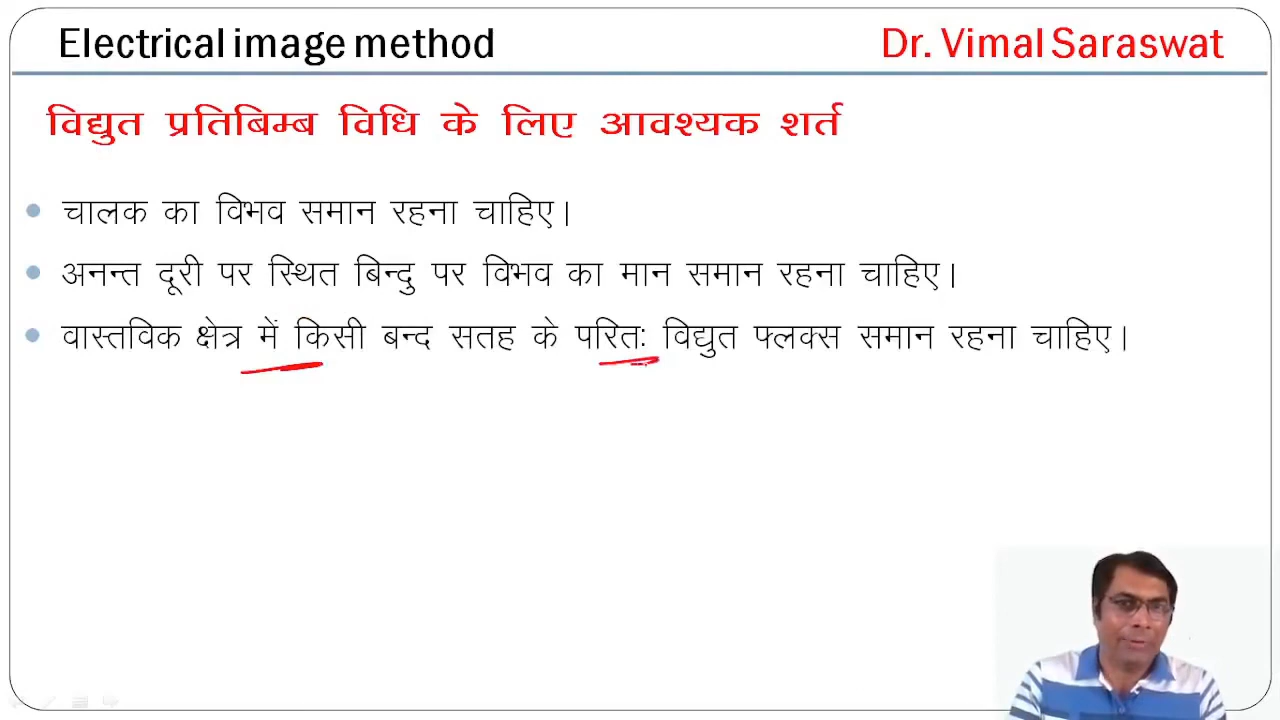 Electrical image method
Dr. Vimal Saraswat
विद्युत प्रतिबिम्ब विधि के लिए आवश्यक शर्त
चालक का विभव समान रहना चाहिए।
अनन्त दूरी पर स्थित बिन्दु पर विभव का मान समान रहना चाहिए।
वास्तविक क्षेत्र में किसी बन्द सतह के परितः विद्युत फ्लक्स समान रहना चाहिए।